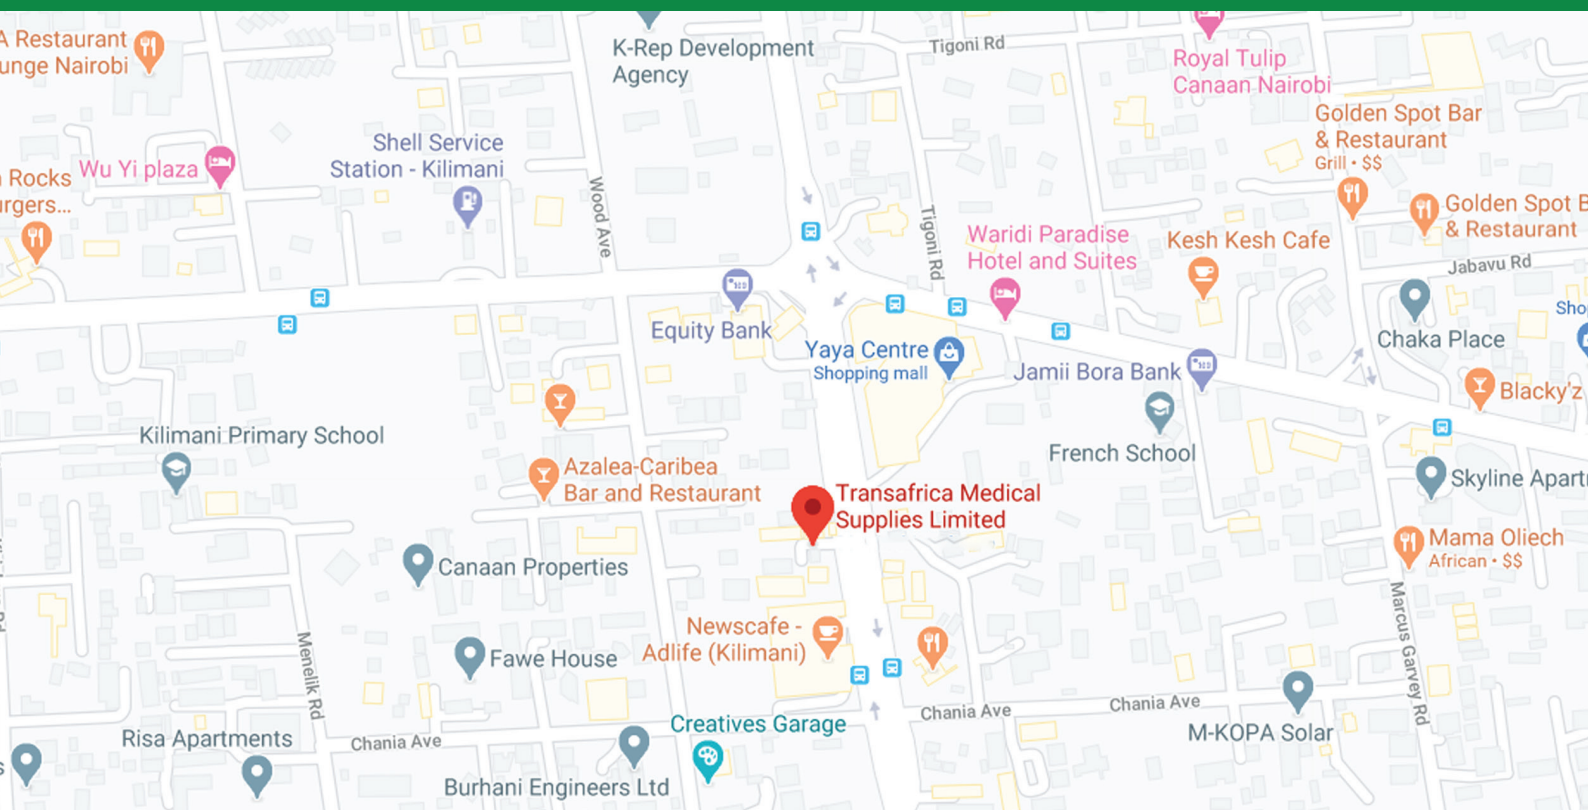 A Restaurant
unge Nairobi
K-Rep Development
Agency
Tigoni Rd
Royal Tulip
Canaan Nairobi
Golden Spot Bar
& Restaurant
Grill • $$
Shell Service
Station - Kilimani
Wu Yi plaza
Rocks
urgers...
Wood Ave
Tigoni Rd
Waridi Paradise
Hotel and Suites
Kesh Kesh Cafe
Golden Spot B
& Restaurant
Jabavu Rd
Equity Bank
Yaya Centre
Shopping mall
Jamii Bora Bank
Chaka Place
Shop
Blacky'z
Kilimani Primary School
French School
Azalea-Caribea
Bar and Restaurant
Transafrica Medical
Supplies Limited
Skyline Apart
Mama Oliech
African • $$
Canaan Properties
Marcus Garvey Rd
Newscafe -
Adlife (Kilimani)
Fawe House
Menelik Rd
Chania Ave
Chania Ave
M-KOPA Solar
Creatives Garage
Risa Apartments
Chania Ave
Burhani Engineers Ltd